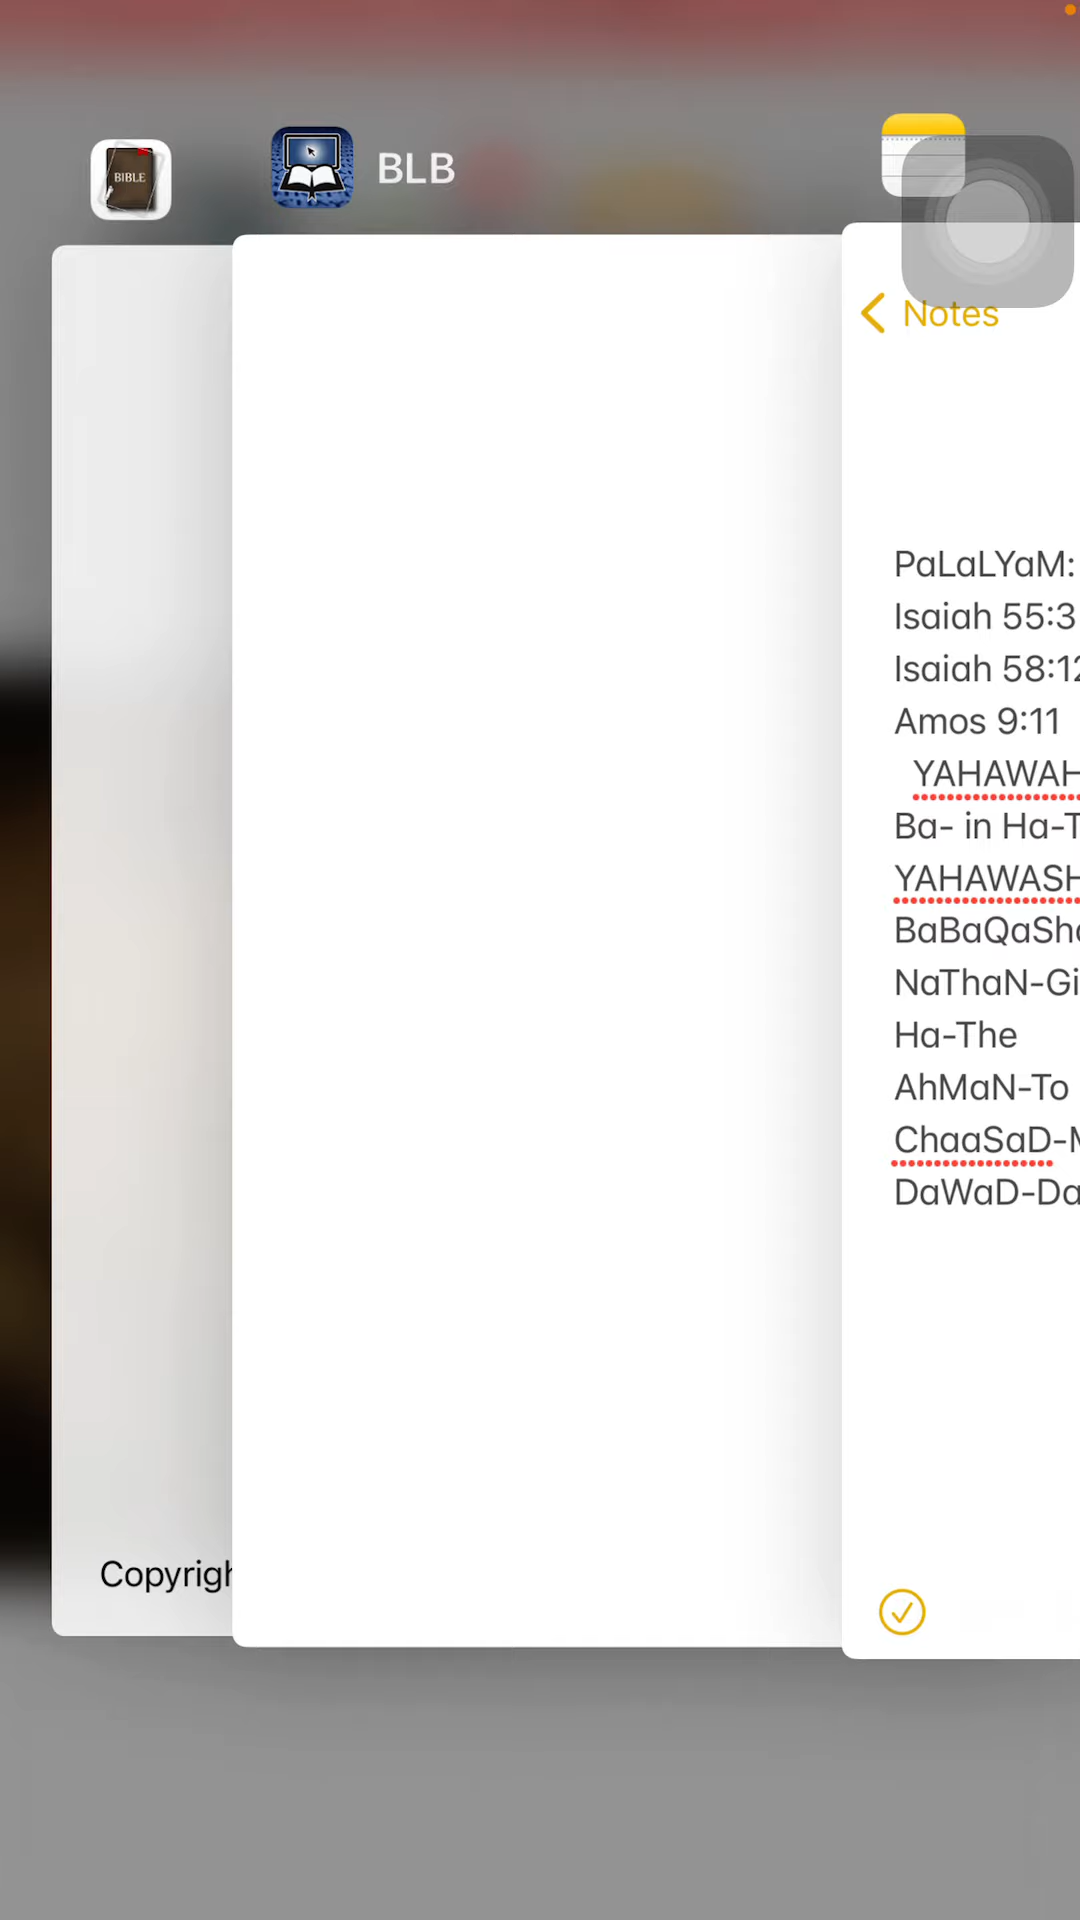 BIBLE
BLB
Notes
PaLaLYaM:
Isaiah 55:3
Isaiah 58:12
Amos 9:11
YAHAWAH
Ba- in Ha-T
YAHAWASH
BaBaQaSha
NaThaN-Gi
Ha-The
AhMaN-To
ChaaSaD-M
DaWaD-Da
Copyrigh